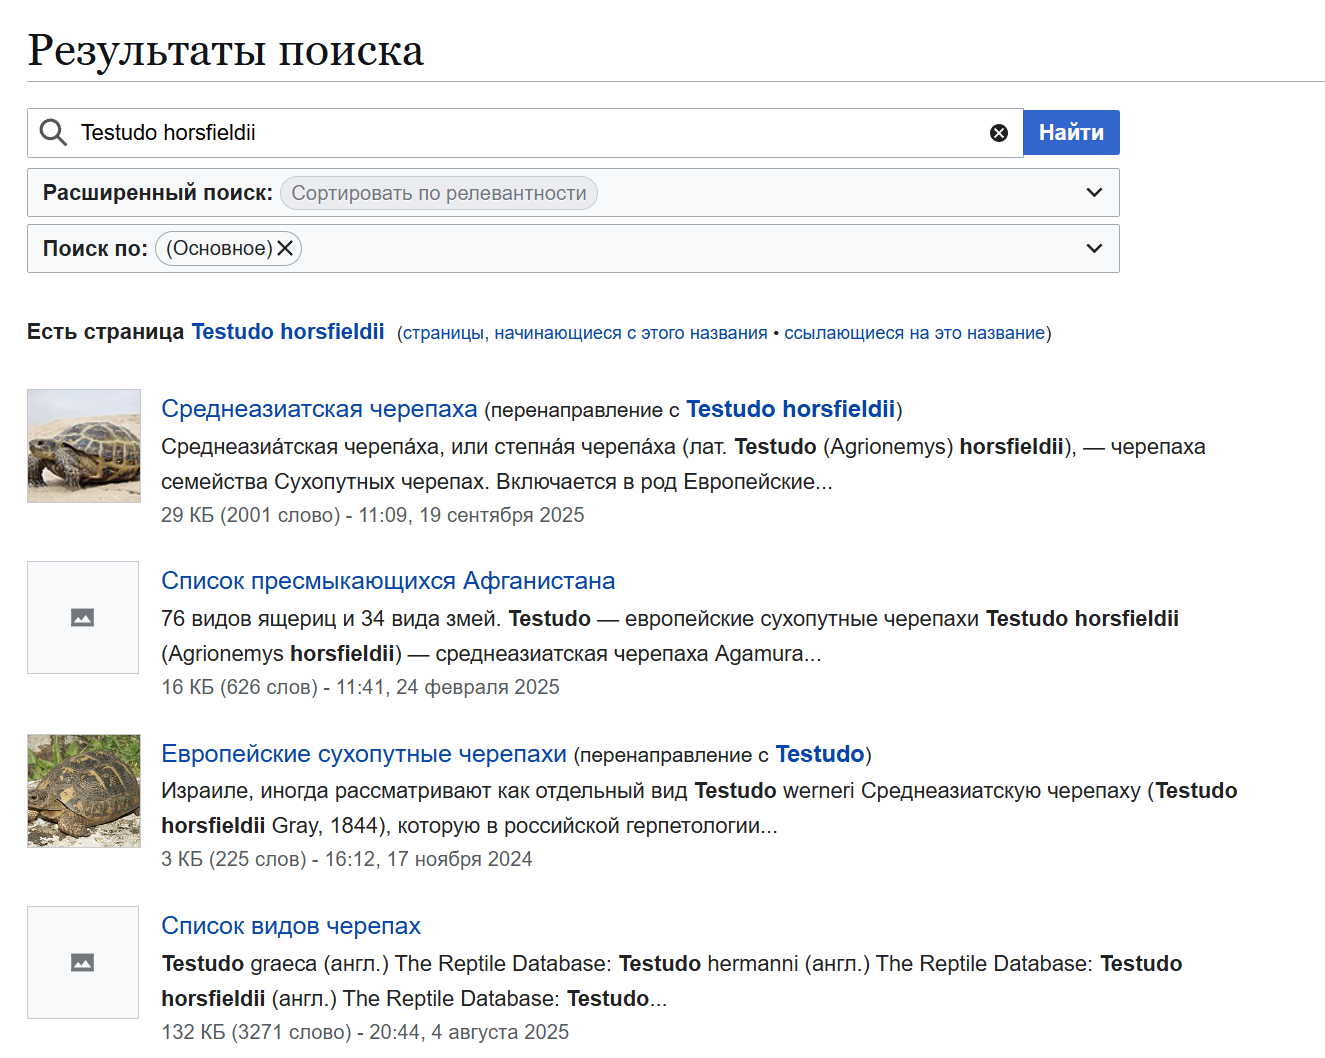 Результаты поиска
Testudo horsfieldii
Найти
Расширенный поиск: Сортировать по релевантности
Поиск по: (Основное)
Есть страница Testudo horsfieldii (страницы, начинающиеся с этого названия • ссылающиеся на это название)
Среднеазиатская черепаха (перенаправление с Testudo horsfieldii)
Среднеазиа́тская черепа́ха, или степна́я черепа́ха (лат. Testudo (Agrionemys) horsfieldii), — черепаха
семейства Сухопутных черепах. Включается в род Европейские...
29 КБ (2001 слово) - 11:09, 19 сентября 2025
Список пресмыкающихся Афганистана
76 видов ящериц и 34 вида змей. Testudo — европейские сухопутные черепахи Testudo horsfieldii
(Agrionemys horsfieldii) — среднеазиатская черепаха Agamura...
16 КБ (626 слов) - 11:41, 24 февраля 2025
Европейские сухопутные черепахи (перенаправление с Testudo)
Израиле, иногда рассматривают как отдельный вид Testudo werneri Среднеазиатскую черепаху (Testudo
horsfieldii Gray, 1844), которую в российской герпетологии...
3 КБ (225 слов) - 16:12, 17 ноября 2024
Список видов черепах
Testudo graeca (англ.) The Reptile Database: Testudo hermanni (англ.) The Reptile Database: Testudo
horsfieldii (англ.) The Reptile Database: Testudo...
132 КБ (3271 слово) - 20:44, 4 августа 2025